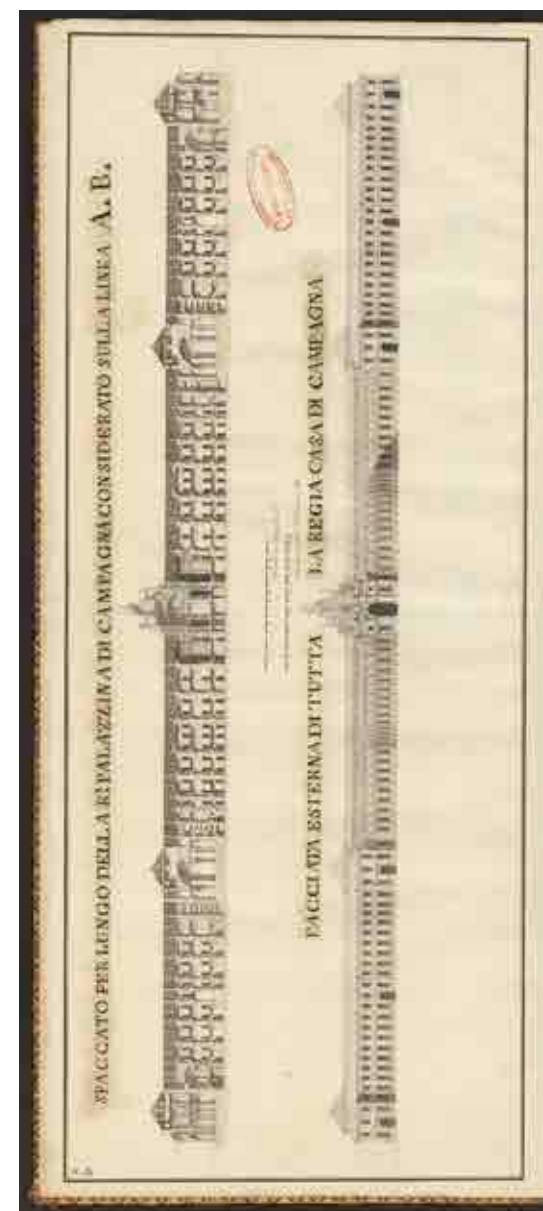 SPACCATO PER LUNGO DELLA R: PALAZZINA DI CAMPAGNA CONSIDERATO SULLA LINEA A. B.
FACCIATA ESTERNA DI TUTTA LA REGIA CASA DI CAMPAGNA